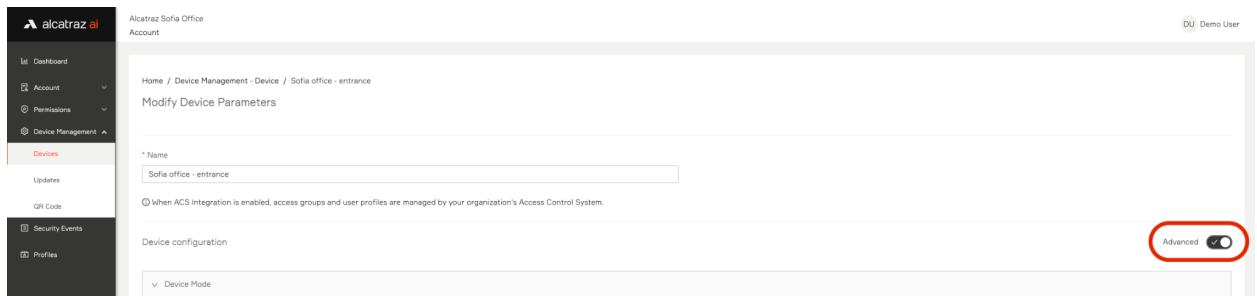 alcatraz ai
Alcatraz Sofia Office
Account
DU Demo User
Dashboard
Account
Permissions
Device Management
Devices
Updates
QR Code
Security Events
Profiles
Home / Device Management - Device / Sofia office - entrance
Modify Device Parameters
* Name
Sofia office - entrance
When ACS Integration is enabled, access groups and user profiles are managed by your organization's Access Control System.
Device configuration
Advanced
Device Mode